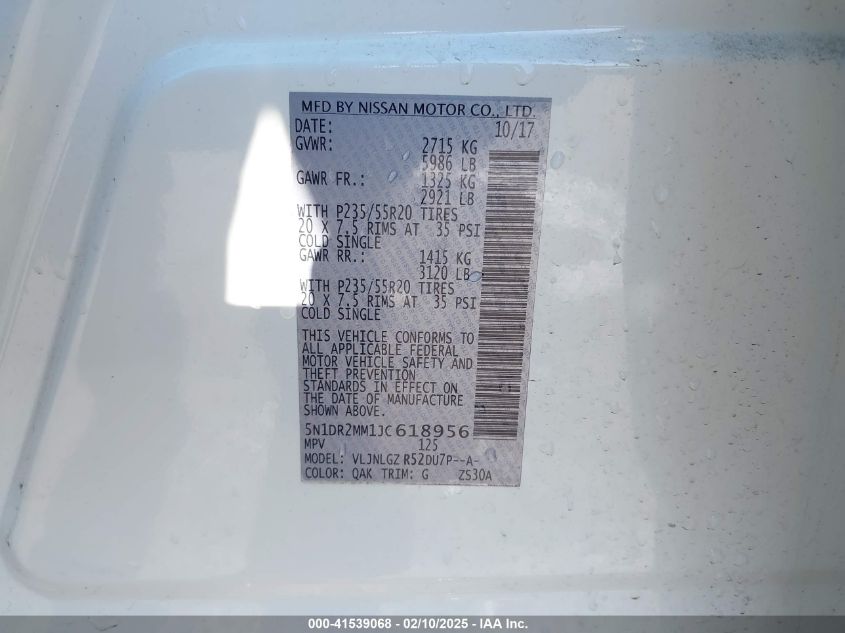 MFD BY NISSAN MOTOR CO., LTD.
DATE: 10/17
GVWR: 2715 KG
5986 LB
GAWR FR.: 1325 KG
2921 LB
WITH P235/55R20 TIRES
20 X 7.5 RIMS AT 35 PSI
COLD SINGLE
GAWR RR.: 1415 KG
3120 LB
WITH P235/55R20 TIRES
20 X 7.5 RIMS AT 35 PSI
COLD SINGLE
THIS VEHICLE CONFORMS TO
ALL APPLICABLE FEDERAL
MOTOR VEHICLE SAFETY AND
THEFT PREVENTION
STANDARDS IN EFFECT ON
THE DATE OF MANUFACTURE
SHOWN ABOVE.
5N1DR2MM1JC618956
MPV 125
MODEL: VLJNLGZ R52DU7P--A-
COLOR: QAK TRIM: G ZS30A
000-41539068 - 02/10/2025 - IAA Inc.